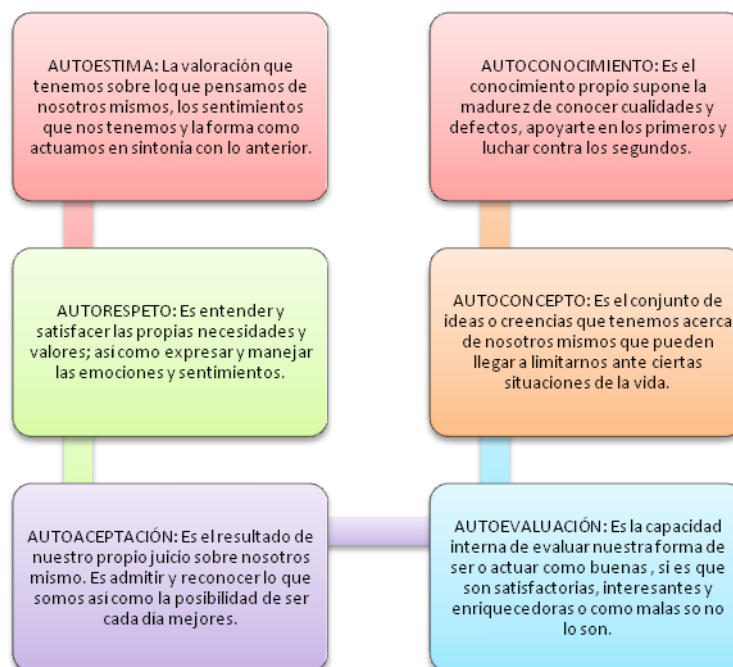 AUTOESTIMA: La valoración que
tenemos sobre loq ue pensamos de
nosotros mismos, los sentimientos
que nos tenemos y la forma como
actuamos en sintonia con lo anterior.
AUTORESPETO: Es entender y
satisfacer las propias necesidades y
valores; así como expresar y manejar
las emociones y sentimientos.
AUTOACEPTACIÓN: Es el resultado de
nuestro propio juicio sobre nosotros
mismo. Es admitir y reconocer lo que
somos así como la posibilidad de ser
cada día mejores.
AUTOEVALUACIÓN: Es la capacidad
interna de evaluar nuestra forma de
ser o actuar como buenas , si es que
son satisfactorias, interesantes y
enriquecedoras o como malas so no
lo son.
AUTOCONCEPTO: Es el conjunto de
ideas o creencias que tenemos acerca
de nosotros mismos que pueden
llegar a limitarnos ante ciertas
situaciones de la vida.
AUTOCONOCIMIENTO: Es el
conocimiento propio supone la
madurez de conocer cualidades y
defectos, apoyarte en los primeros y
luchar contra los segundos.